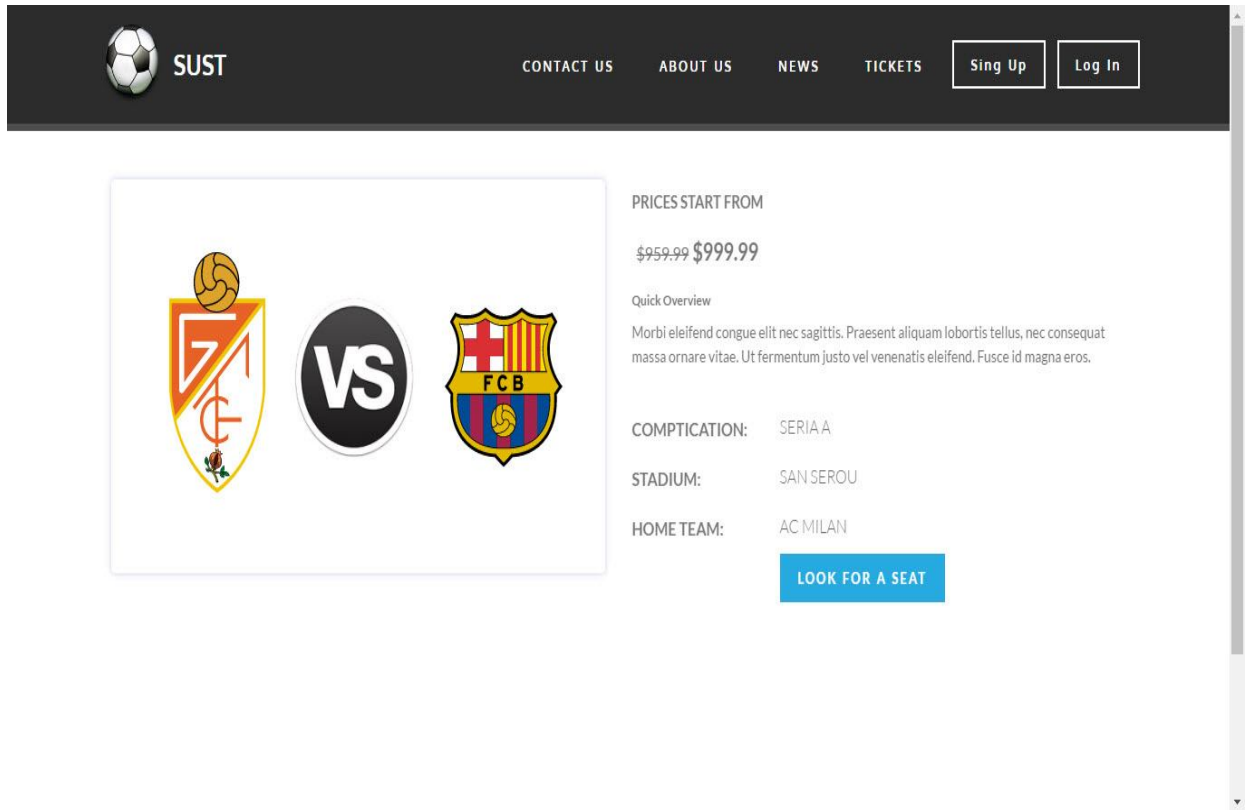 SUST
CONTACT US
ABOUT US
NEWS
TICKETS
Sing Up
Log In
PRICES START FROM
$959.99 $999.99
Quick Overview
Morbi eleifend congue elit nec sagittis. Praesent aliquam lobortis tellus, nec consequat
massa ornare vitae. Ut fermentum justo vel venenatis eleifend. Fusce id magna eros.
VS
FCB
COMPTICATION: SERIA A
STADIUM: SAN SEROU
HOME TEAM: AC MILAN
LOOK FOR A SEAT